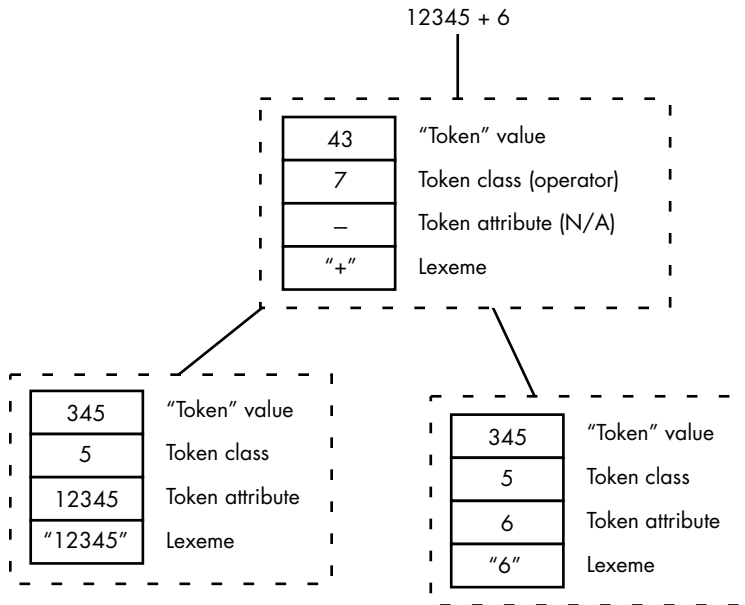 12345 + 6
43 “Token” value
7 Token class (operator)
– Token attribute (N/A)
“+” Lexeme
345 “Token” value
5 Token class
12345 Token attribute
“12345” Lexeme
345 “Token” value
5 Token class
6 Token attribute
“6” Lexeme